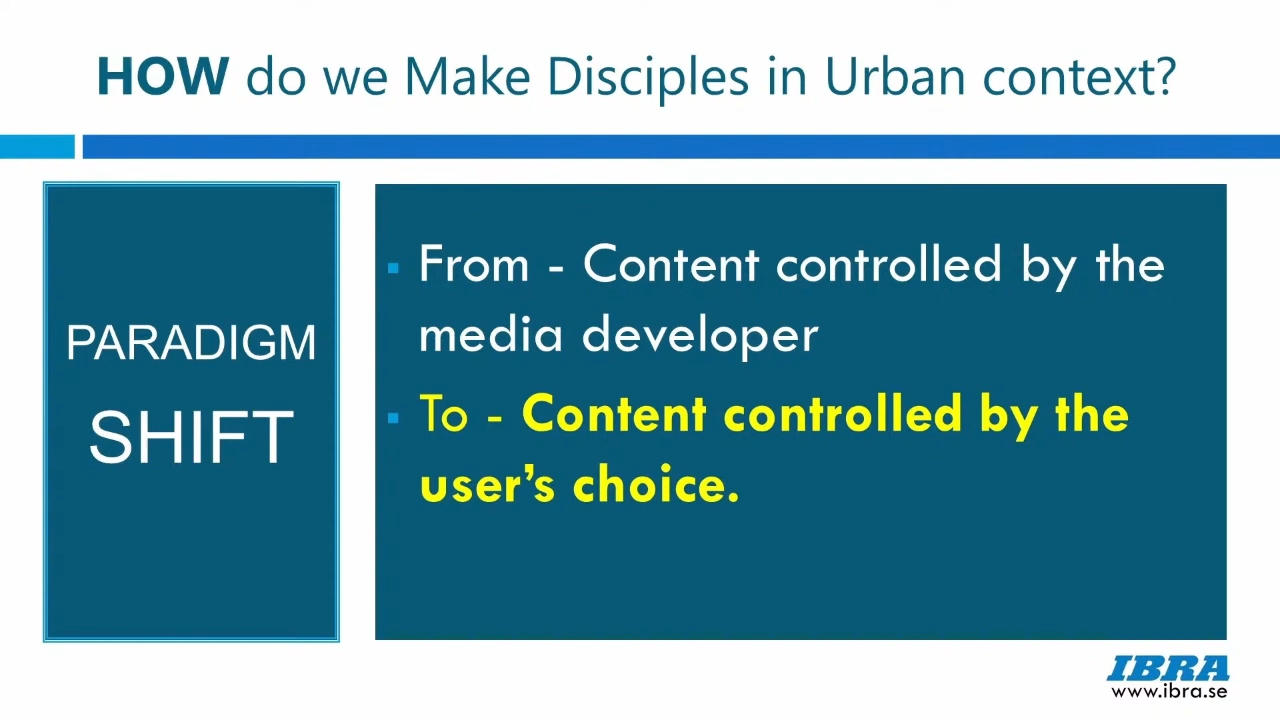 HOW do we Make Disciples in Urban context?
PARADIGM
SHIFT
From - Content controlled by the
media developer
To - Content controlled by the
user’s choice.
IBRA
www.ibra.se